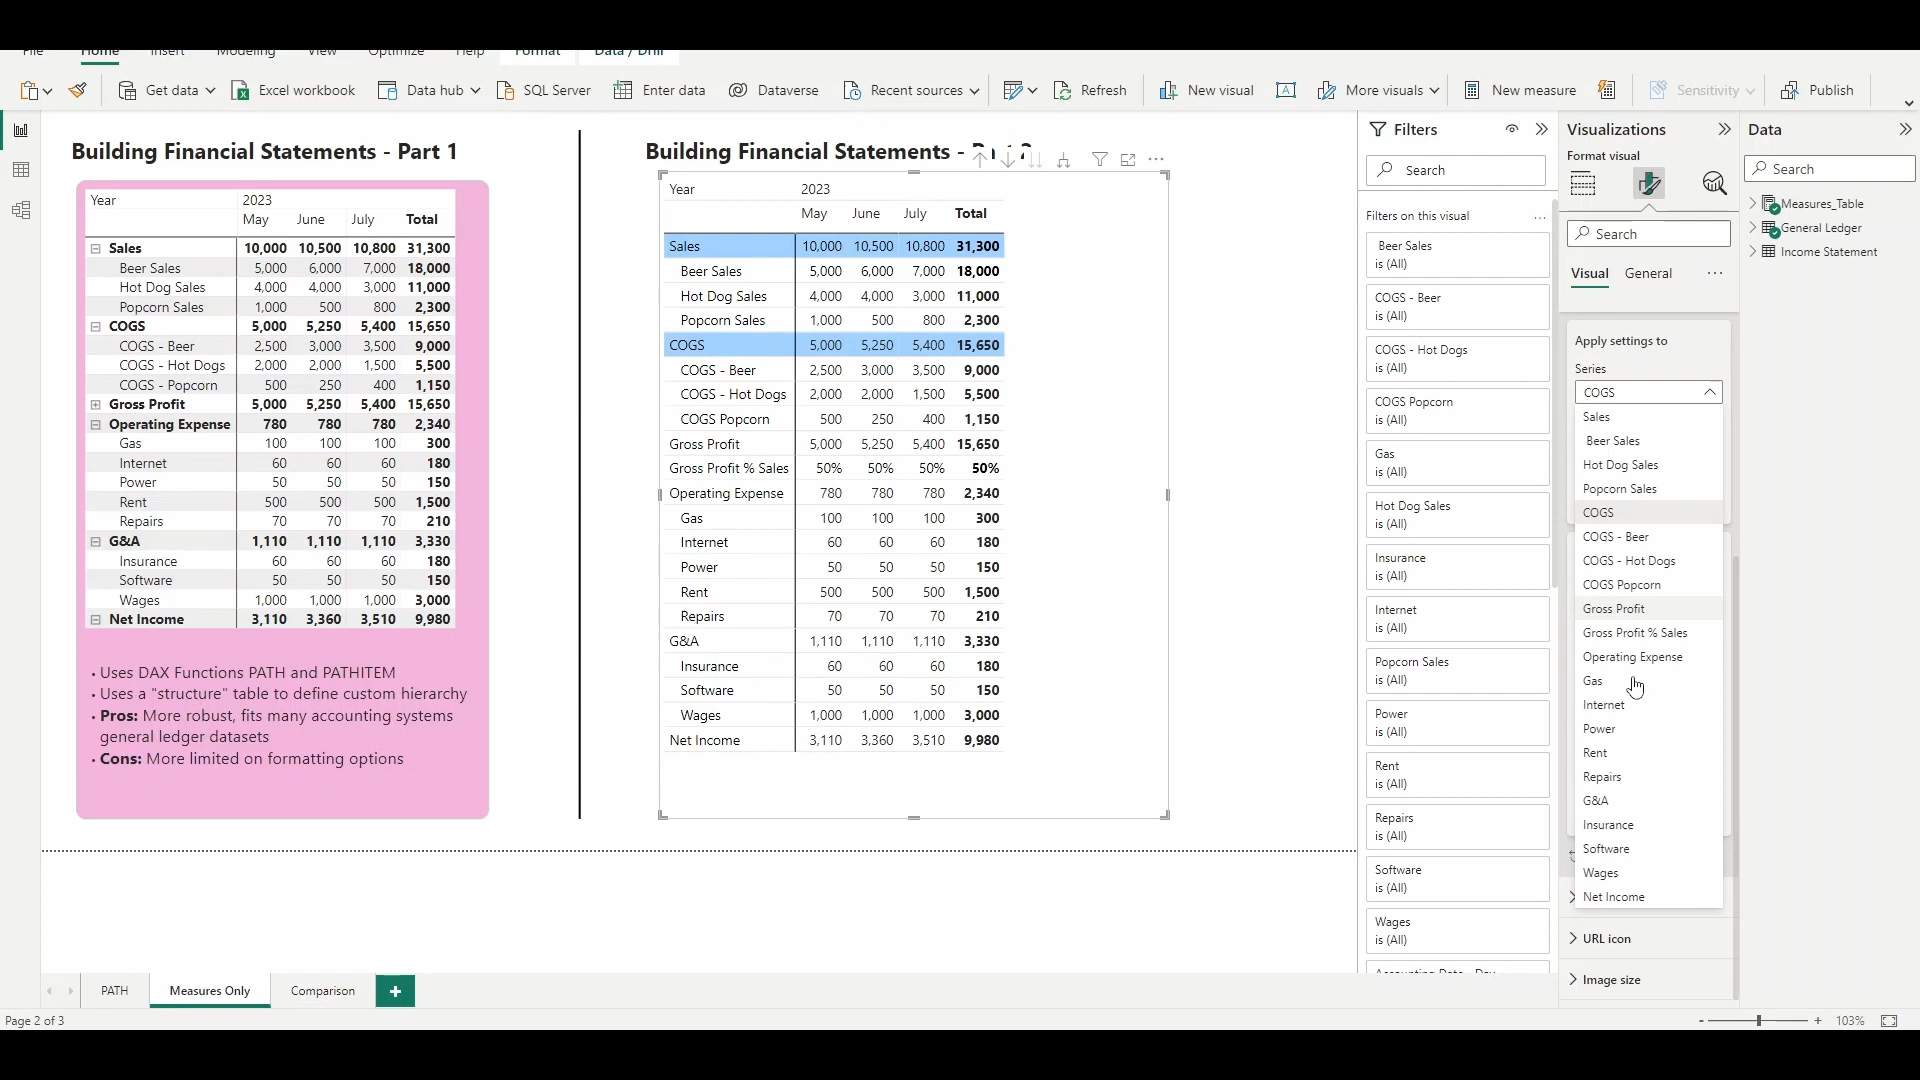 File Home Insert Modeling View Optimize Help Format Data / Drill
Get data Excel workbook Data hub SQL Server Enter data Dataverse Recent sources Refresh New visual More visuals New measure Sensitivity Publish
Building Financial Statements - Part 1
Year 2023
May June July Total
Sales 10,000 10,500 10,800 31,300
Beer Sales 5,000 6,000 7,000 18,000
Hot Dog Sales 4,000 4,000 3,000 11,000
Popcorn Sales 1,000 500 800 2,300
COGS 5,000 5,250 5,400 15,650
COGS - Beer 2,500 3,000 3,500 9,000
COGS - Hot Dogs 2,000 2,000 1,500 5,500
COGS - Popcorn 500 250 400 1,150
Gross Profit 5,000 5,250 5,400 15,650
Operating Expense 780 780 780 2,340
Gas 100 100 100 300
Internet 60 60 60 180
Power 50 50 50 150
Rent 500 500 500 1,500
Repairs 70 70 70 210
G&A 1,110 1,110 1,110 3,330
Insurance 60 60 60 180
Software 50 50 50 150
Wages 1,000 1,000 1,000 3,000
Net Income 3,110 3,360 3,510 9,980
• Uses DAX Functions PATH and PATHITEM
• Uses a "structure" table to define custom hierarchy
• Pros: More robust, fits many accounting systems
general ledger datasets
• Cons: More limited on formatting options
Building Financial Statements -
Year 2023
May June July Total
Sales 10,000 10,500 10,800 31,300
Beer Sales 5,000 6,000 7,000 18,000
Hot Dog Sales 4,000 4,000 3,000 11,000
Popcorn Sales 1,000 500 800 2,300
COGS 5,000 5,250 5,400 15,650
COGS - Beer 2,500 3,000 3,500 9,000
COGS - Hot Dogs 2,000 2,000 1,500 5,500
COGS Popcorn 500 250 400 1,150
Gross Profit 5,000 5,250 5,400 15,650
Gross Profit % Sales 50% 50% 50% 50%
Operating Expense 780 780 780 2,340
Gas 100 100 100 300
Internet 60 60 60 180
Power 50 50 50 150
Rent 500 500 500 1,500
Repairs 70 70 70 210
G&A 1,110 1,110 1,110 3,330
Insurance 60 60 60 180
Software 50 50 50 150
Wages 1,000 1,000 1,000 3,000
Net Income 3,110 3,360 3,510 9,980
Filters
Search
Filters on this visual
Beer Sales
is (All)
COGS - Beer
is (All)
COGS - Hot Dogs
is (All)
COGS Popcorn
is (All)
Gas
is (All)
Hot Dog Sales
is (All)
Insurance
is (All)
Internet
is (All)
Popcorn Sales
is (All)
Power
is (All)
Rent
is (All)
Repairs
is (All)
Software
is (All)
Wages
is (All)
Accounting Date - Day
Visualizations
Format visual
Search
Visual General
Apply settings to
Series
COGS
Sales
Beer Sales
Hot Dog Sales
Popcorn Sales
COGS
COGS - Beer
COGS - Hot Dogs
COGS Popcorn
Gross Profit
Gross Profit % Sales
Operating Expense
Gas
Internet
Power
Rent
Repairs
G&A
Insurance
Software
Wages
Net Income
URL icon
Image size
Data
Search
Measures_Table
General Ledger
Income Statement
PATH Measures Only Comparison
Page 2 of 3
103%